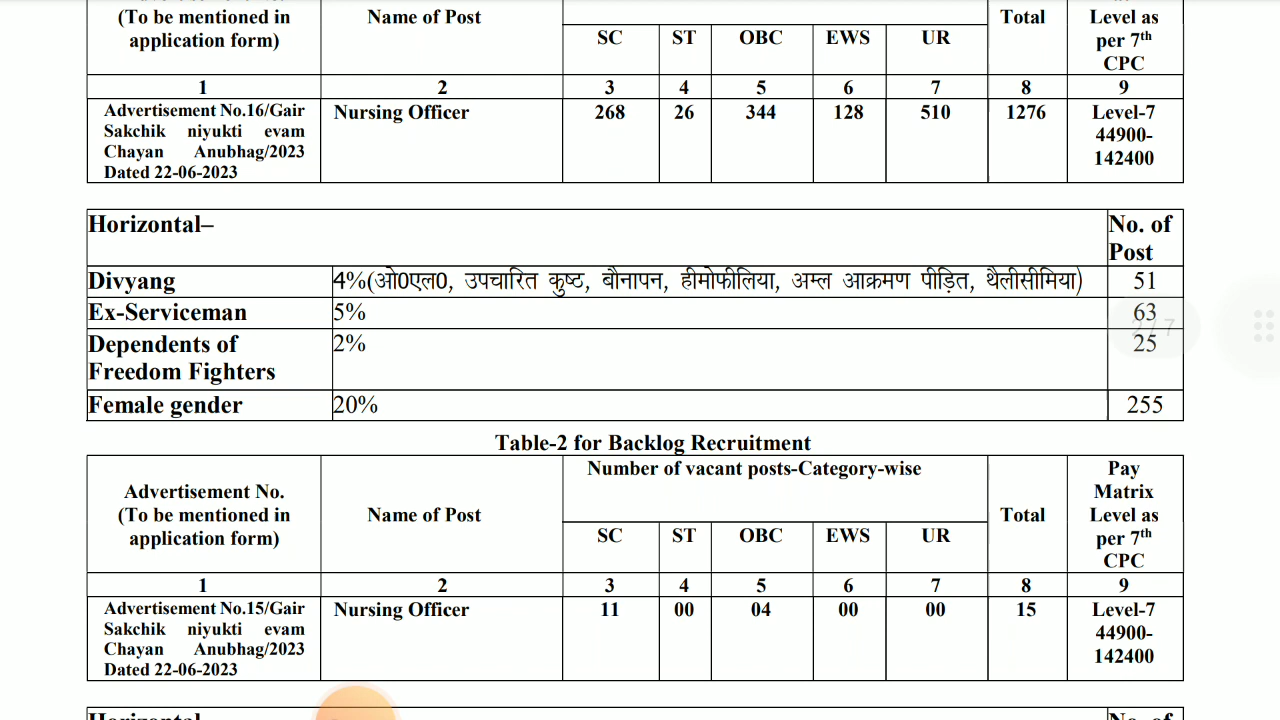 (To be mentioned in application form) Name of Post SC ST OBC EWS UR Total Level as per 7th CPC
1 2 3 4 5 6 7 8 9
Advertisement No.16/Gair Nursing Officer 268 26 344 128 510 1276 Level-7
Sakchik niyukti evam 44900-
Chayan Anubhag/2023 142400
Dated 22-06-2023
Horizontal– No. of
Post
Divyang 4%(ओ0एल0, उपचारित कुष्ट, बौनापन, हीमोफीलिया, अम्ल आक्रमण पीड़ित, थैलीसीमिया) 51
Ex-Serviceman 5% 63
2 / 7
Dependents of 2% 25
Freedom Fighters
Female gender 20% 255
Table-2 for Backlog Recruitment
Advertisement No. (To be mentioned in application form) Name of Post Number of vacant posts-Category-wise SC ST OBC EWS UR Total Pay Matrix Level as per 7th CPC
1 2 3 4 5 6 7 8 9
Advertisement No.15/Gair Nursing Officer 11 00 04 00 00 15 Level-7
Sakchik niyukti evam 44900-
Chayan Anubhag/2023 142400
Dated 22-06-2023